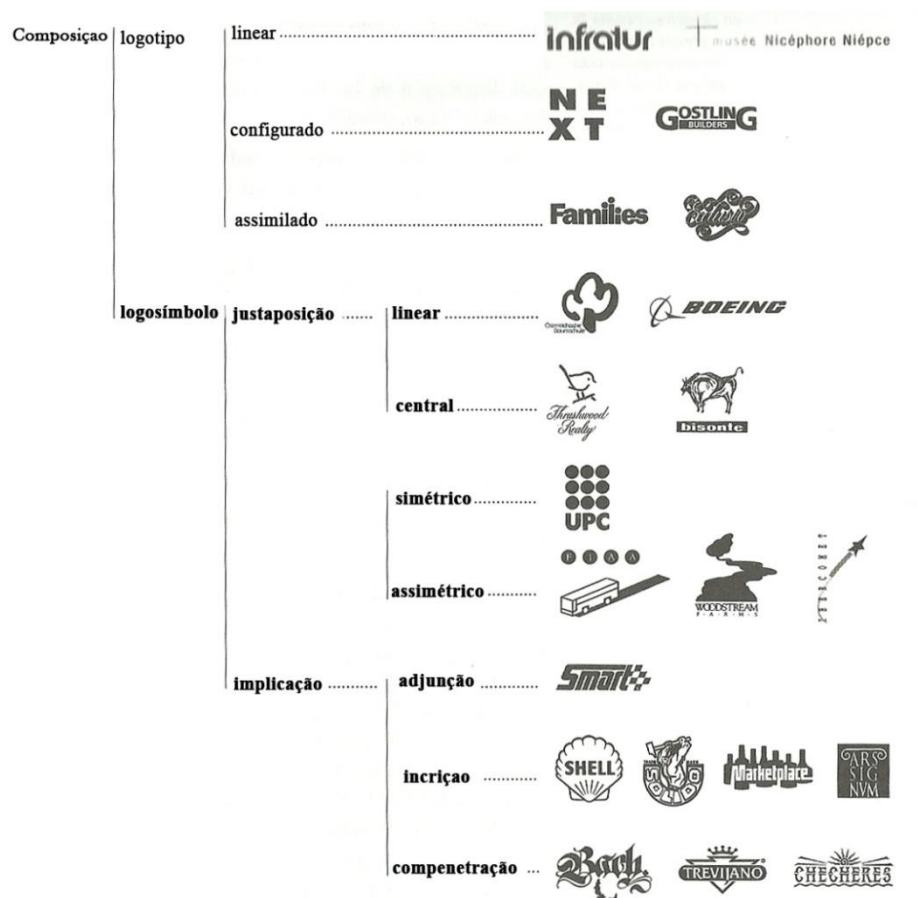 Composiçao
logotipo
linear
infratur
musée Nicéphore Niépce
configurado
N E
X T
GOSTLING
BUILDERS
assimilado
Families
logosímbolo
justaposição
linear
BOEING
central
Thrushwood
Realty
bisonte
simétrico
UPC
assimétrico
WOODSTREAM
FARMS
implicação
adjunção
Smart
incriçao
SHELL
Marketplace
ARS
SIG
NVM
compenetração
Bach
TREVIJANO
CHECHERES